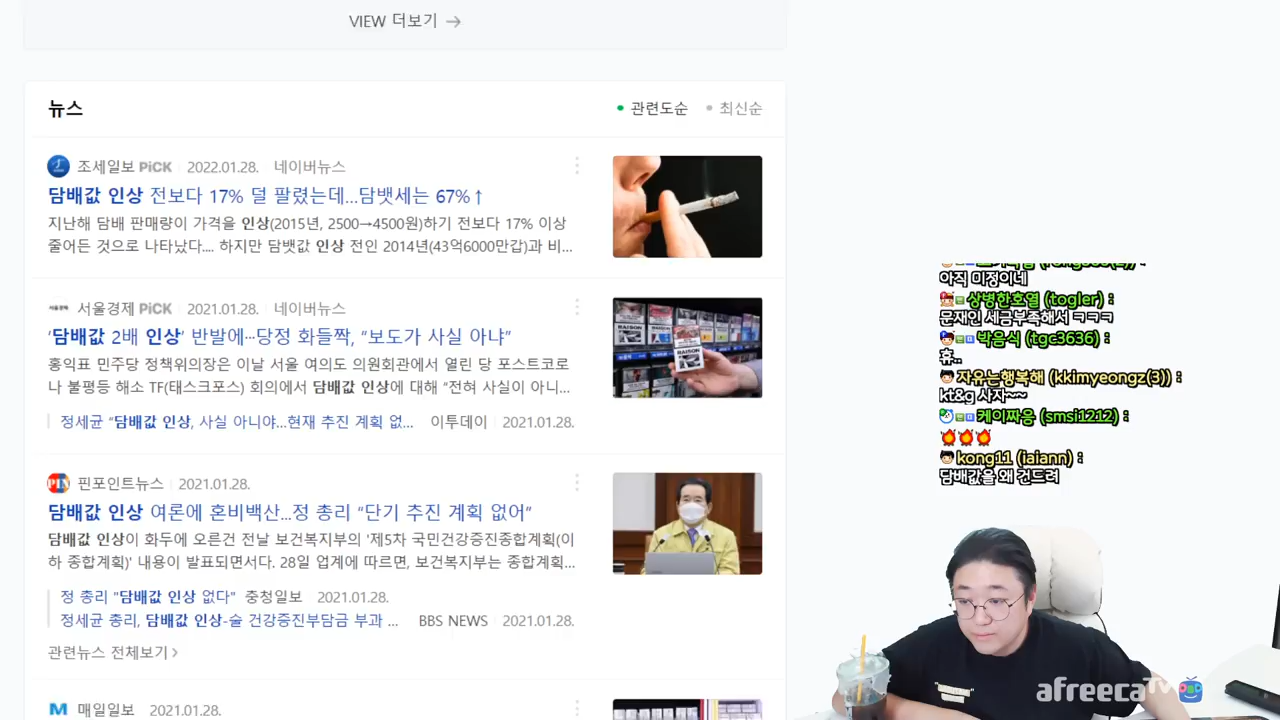 VIEW 더보기 →
뉴스
관련도순
최신순
조세일보 PiCK 2022.01.28. 네이버뉴스
담배값 인상 전보다 17% 덜 팔렸는데…담뱃세는 67%↑
지난해 담배 판매량이 가격을 인상(2015년, 2500→4500원)하기 전보다 17% 이상
줄어든 것으로 나타났다.... 하지만 담뱃값 인상 전인 2014년(43억6000만갑)과 비...
서울경제 PiCK 2021.01.28. 네이버뉴스
‘담배값 2배 인상’ 반발에…당정 화들짝, “보도가 사실 아냐”
홍익표 민주당 정책위의장은 이날 서울 여의도 의원회관에서 열린 당 포스트코로
나 불평등 해소 TF(태스크포스) 회의에서 담배값 인상에 대해 “전혀 사실이 아니...
정세균 “담배값 인상, 사실 아니야...현재 추진 계획 없... 이투데이 2021.01.28.
핀포인트뉴스 2021.01.28.
담배값 인상 여론에 혼비백산...정 총리 “단기 추진 계획 없어”
담배값 인상이 화두에 오른건 전날 보건복지부의 '제5차 국민건강증진종합계획(이
하 종합계획)' 내용이 발표되면서다. 28일 업계에 따르면, 보건복지부는 종합계획...
정 총리 "담배값 인상 없다" 중청일보 2021.01.28.
정세균 총리, 담배값 인상-술 건강증진부담금 부과 ... BBS NEWS 2021.01.28.
관련뉴스 전체보기 >
매일일보 2021.01.28.
RAISON
아직 미정이네
상병한호열 (togler) :
문재인 세금부족해서 ㅋㅋㅋ
박음식 (tgc3636) :
휴..
자유는행복해 (kkimyeongz(3)) :
kt&g 사자~~
케이짜응 (smsi1212) :
kong11 (iaiann) :
담배값을 왜 건드려
afreecaTV